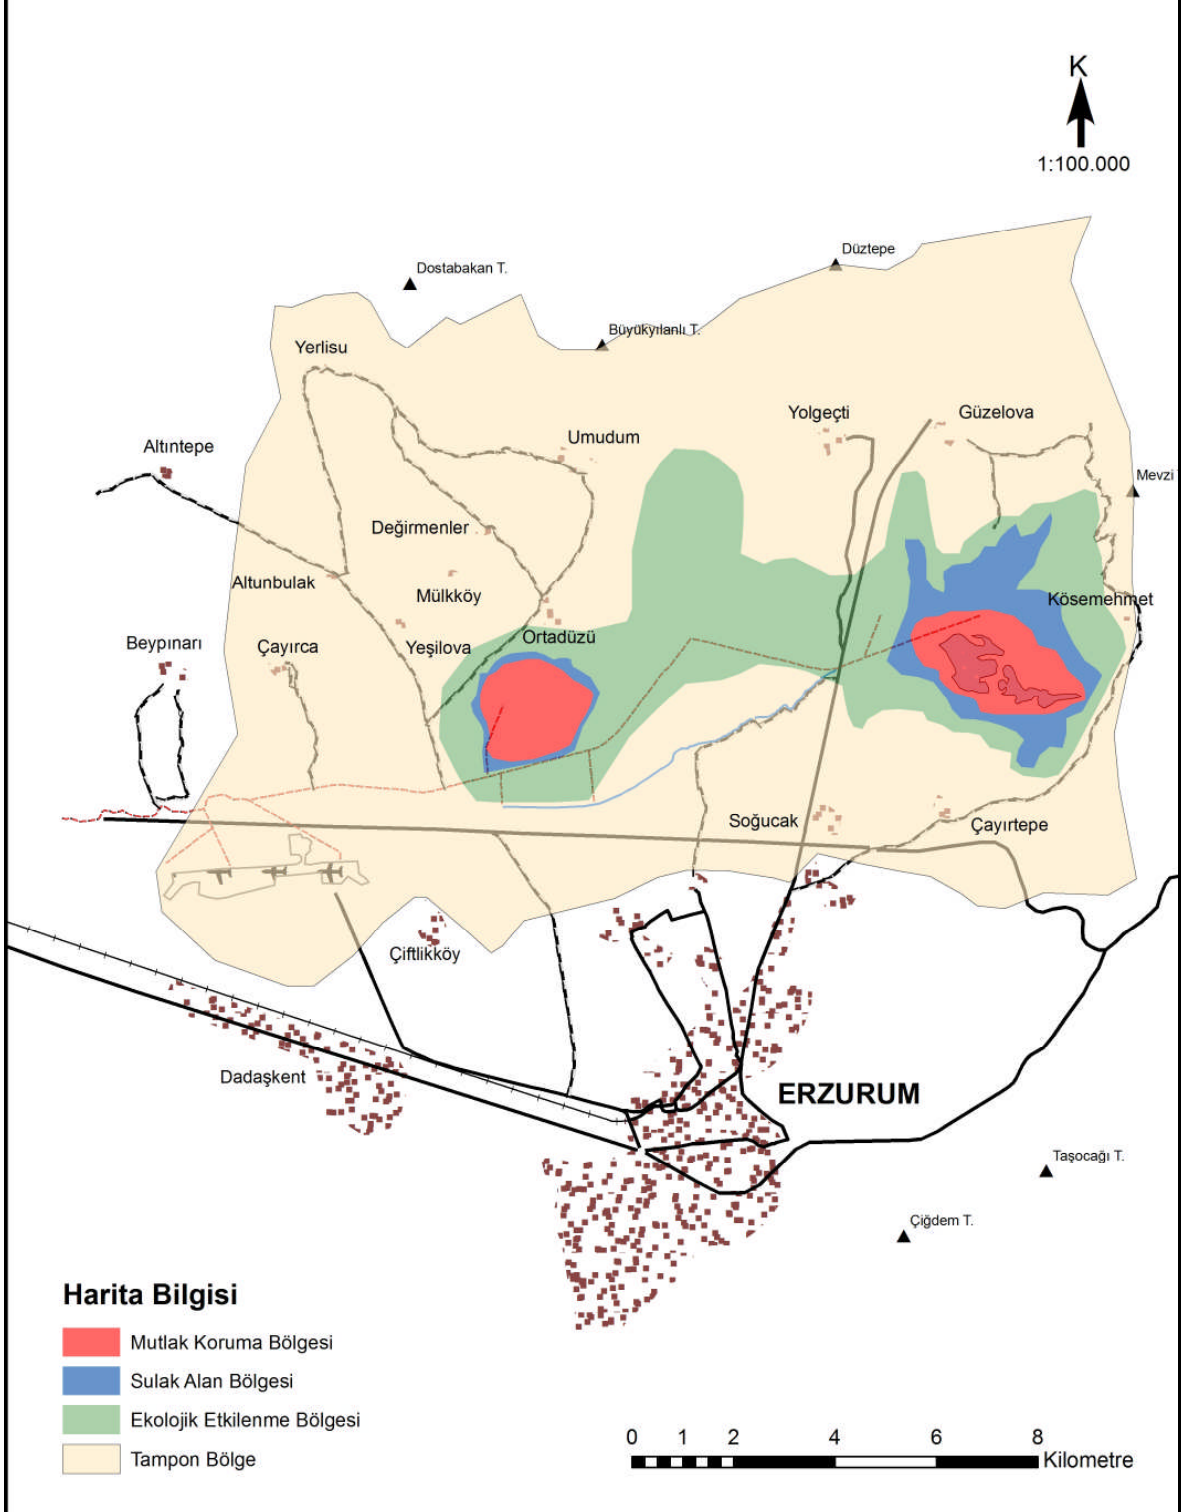 K
1:100.000
Düztepe
Dostabakan T.
Büyükyılanlı T.
Yerlisu
Yolgeçti
Güzelova
Umudum
Altıntepe
Mevzi
Değirmenler
Altunbulak
Mülkköy
Kösemehmet
Ortadüzü
Beypınarı
Çayırca
Yeşilova
Soğucak
Çayırtepe
Çiftlikköy
Dadaşkent
ERZURUM
Taşocağı T.
Çiğdem T.
Harita Bilgisi
Mutlak Koruma Bölgesi
Sulak Alan Bölgesi
Ekolojik Etkilenme Bölgesi
Tampon Bölge
0 1 2 4 6 8
Kilometre